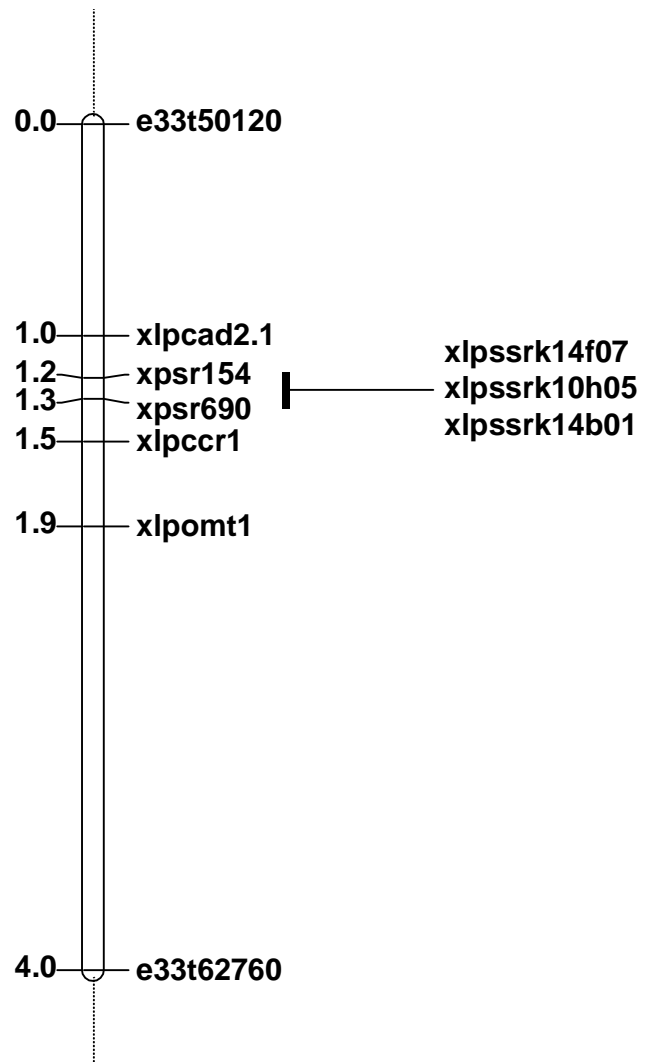 0.0 e33t50120
1.0 xlpcad2.1
1.2 xpsr154
1.3 xpsr690
1.5 xlpccr1
1.9 xlpomt1
4.0 e33t62760
xlpssrk14f07
xlpssrk10h05
xlpssrk14b01